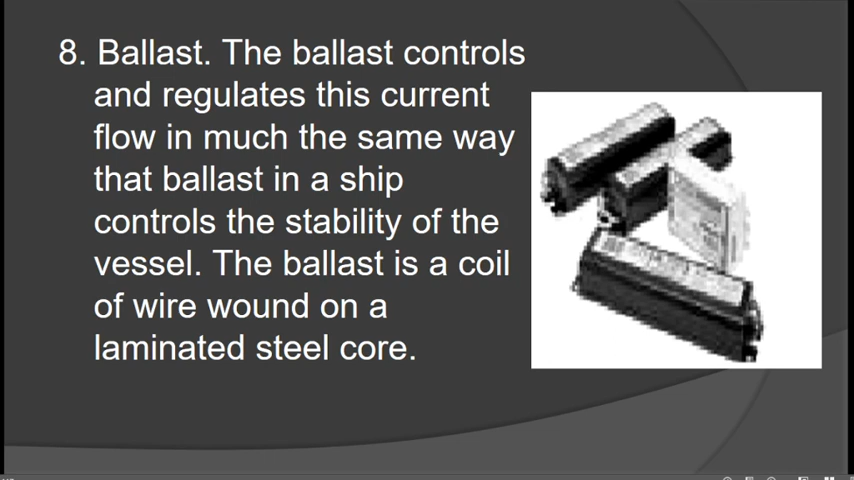 8. Ballast. The ballast controls
and regulates this current
flow in much the same way
that ballast in a ship
controls the stability of the
vessel. The ballast is a coil
of wire wound on a
laminated steel core.